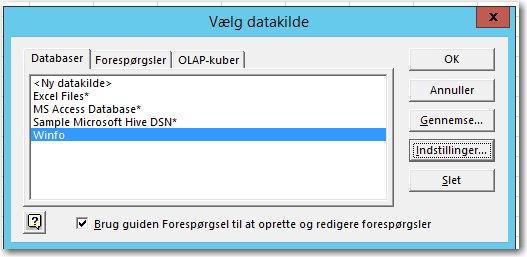 Vælg datakilde
Databaser
Forespørgsler
OLAP-kuber
<Ny datakilde>
Excel Files*
MS Access Database*
Sample Microsoft Hive DSN*
Winfo
OK
Annuller
Gennemse...
Indstillinger...
Slet
?
Brug guiden Forespørgsel til at oprette og redigere forespørgsler